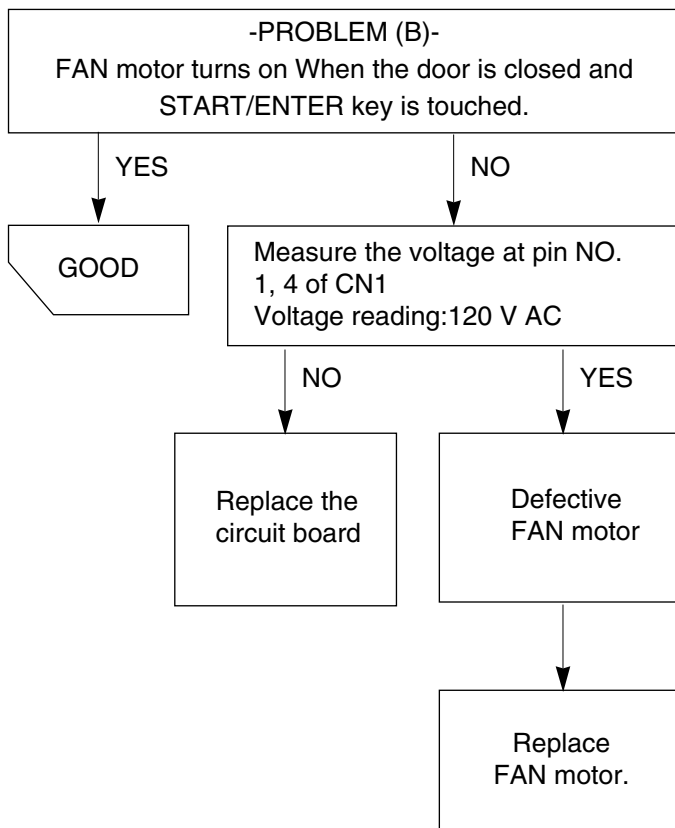 -PROBLEM (B)-
FAN motor turns on When the door is closed and
START/ENTER key is touched.
YES
NO
GOOD
Measure the voltage at pin NO.
1, 4 of CN1
Voltage reading:120 V AC
NO
YES
Replace the
circuit board
Defective
FAN motor
Replace
FAN motor.